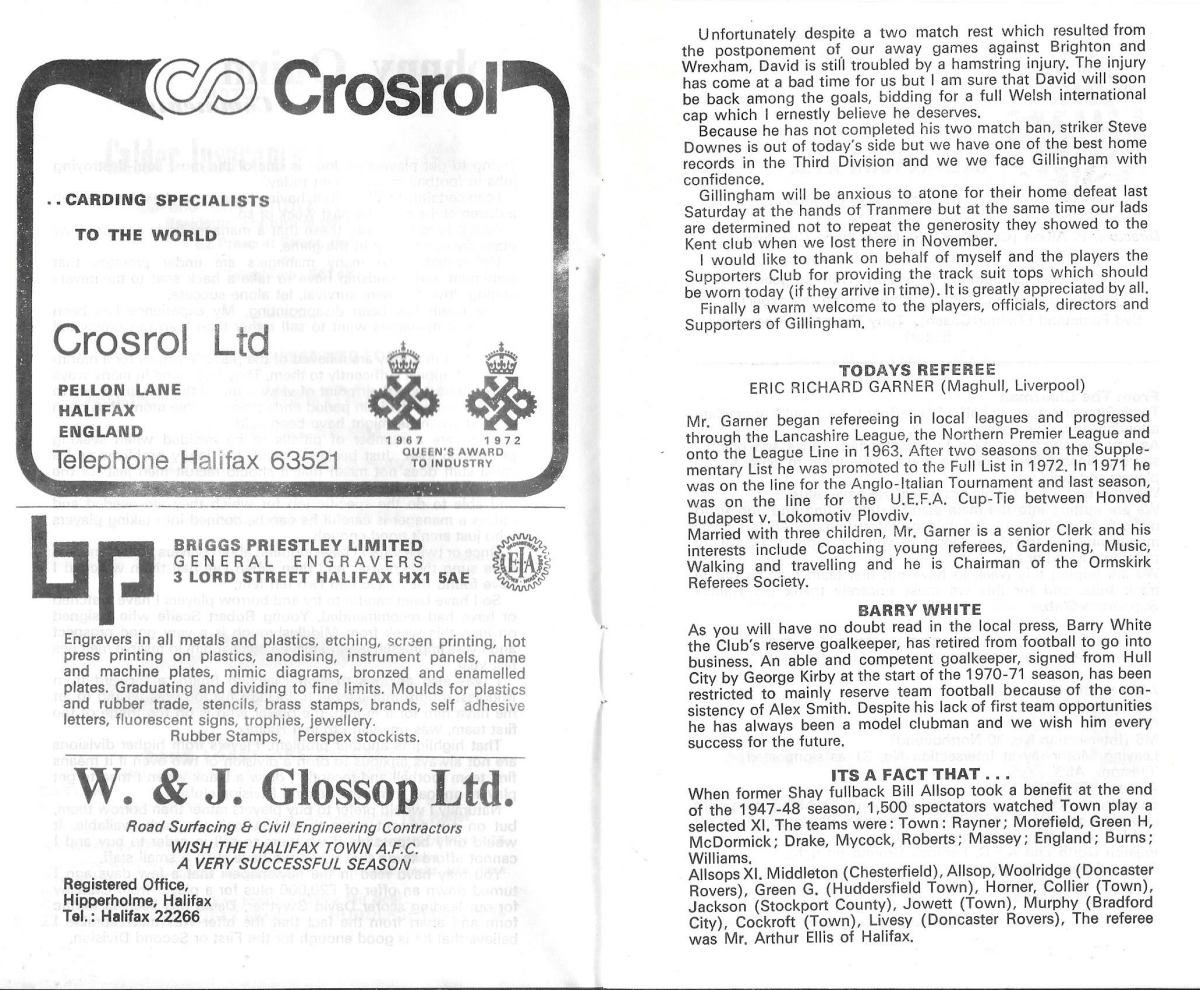 Crosrol
..CARDING SPECIALISTS
TO THE WORLD
Crosrol Ltd
PELLON LANE
HALIFAX
ENGLAND
Telephone Halifax 63521
1967 1972
QUEEN'S AWARD
TO INDUSTRY
bp
BRIGGS PRIESTLEY LIMITED
GENERAL ENGRAVERS
3 LORD STREET HALIFAX HX1 5AE
Engravers in all metals and plastics, etching, screen printing, hot
press printing on plastics, anodising, instrument panels, name
and machine plates, mimic diagrams, bronzed and enamelled
plates. Graduating and dividing to fine limits. Moulds for plastics
and rubber trade, stencils, brass stamps, brands, self adhesive
letters, fluorescent signs, trophies, jewellery.
Rubber Stamps, Perspex stockists.
W. & J. Glossop Ltd.
Road Surfacing & Civil Engineering Contractors
WISH THE HALIFAX TOWN A.F.C.
A VERY SUCCESSFUL SEASON
Registered Office,
Hipperholme, Halifax
Tel.: Halifax 22266
Unfortunately despite a two match rest which resulted from
the postponement of our away games against Brighton and
Wrexham, David is still troubled by a hamstring injury. The injury
has come at a bad time for us but I am sure that David will soon
be back among the goals, bidding for a full Welsh international
cap which I ernestly believe he deserves.
Because he has not completed his two match ban, striker Steve
Downes is out of today's side but we have one of the best home
records in the Third Division and we we face Gillingham with
confidence.
Gillingham will be anxious to atone for their home defeat last
Saturday at the hands of Tranmere but at the same time our lads
are determined not to repeat the generosity they showed to the
Kent club when we lost there in November.
I would like to thank on behalf of myself and the players the
Supporters Club for providing the track suit tops which should
be worn today (if they arrive in time). It is greatly appreciated by all.
Finally a warm welcome to the players, officials, directors and
Supporters of Gillingham.
TODAYS REFEREE
ERIC RICHARD GARNER (Maghull, Liverpool)
Mr. Garner began refereeing in local leagues and progressed
through the Lancashire League, the Northern Premier League and
onto the League Line in 1963. After two seasons on the Supple-
mentary List he was promoted to the Full List in 1972. In 1971 he
was on the line for the Anglo-Italian Tournament and last season,
was on the line for the U.E.F.A. Cup-Tie between Honved
Budapest v. Lokomotiv Plovdiv.
Married with three children, Mr. Garner is a senior Clerk and his
interests include Coaching young referees, Gardening, Music,
Walking and travelling and he is Chairman of the Ormskirk
Referees Society.
BARRY WHITE
As you will have no doubt read in the local press, Barry White
the Club's reserve goalkeeper, has retired from football to go into
business. An able and competent goalkeeper, signed from Hull
City by George Kirby at the start of the 1970-71 season, has been
restricted to mainly reserve team football because of the con-
sistency of Alex Smith. Despite his lack of first team opportunities
he has always been a model clubman and we wish him every
success for the future.
ITS A FACT THAT ...
When former Shay fullback Bill Allsop took a benefit at the end
of the 1947-48 season, 1,500 spectators watched Town play a
selected XI. The teams were: Town: Rayner; Morefield, Green H,
McDormick; Drake, Mycock, Roberts; Massey; England; Burns;
Williams.
Allsops XI. Middleton (Chesterfield), Allsop, Woolridge (Doncaster
Rovers), Green G. (Huddersfield Town), Horner, Collier (Town),
Jackson (Stockport County), Jowett (Town), Murphy (Bradford
City), Cockroft (Town), Livesy (Doncaster Rovers), The referee
was Mr. Arthur Ellis of Halifax.